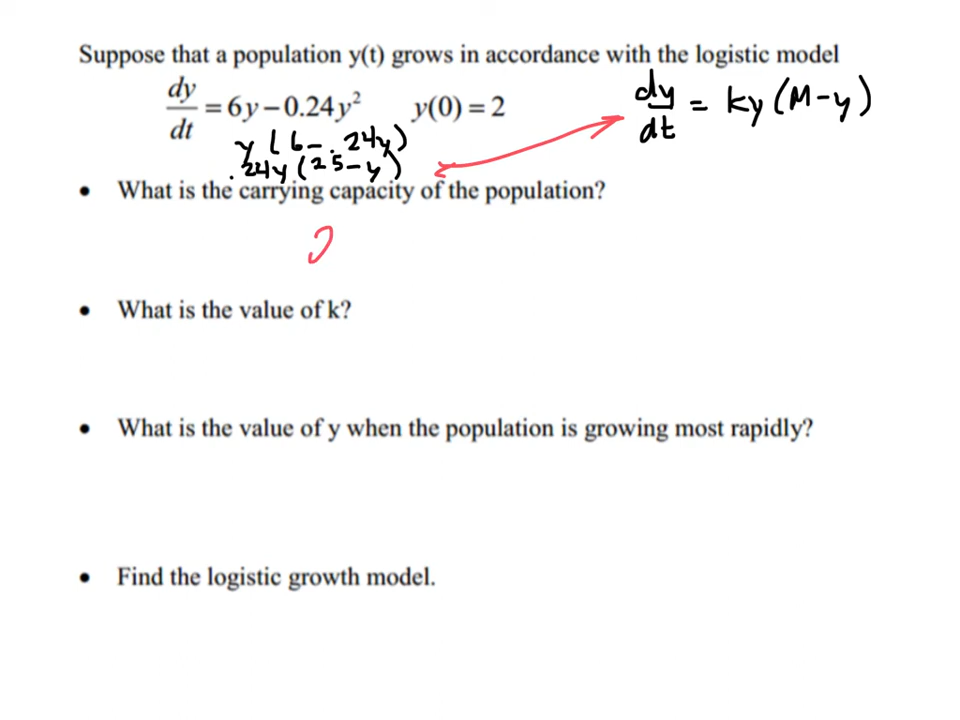 Suppose that a population y(t) grows in accordance with the logistic model
dy/dt = 6y − 0.24y²   y(0) = 2   dy/dt = ky(M−y)
y(6−.24y)
.24y(25−y)
• What is the carrying capacity of the population?
• What is the value of k?
• What is the value of y when the population is growing most rapidly?
• Find the logistic growth model.